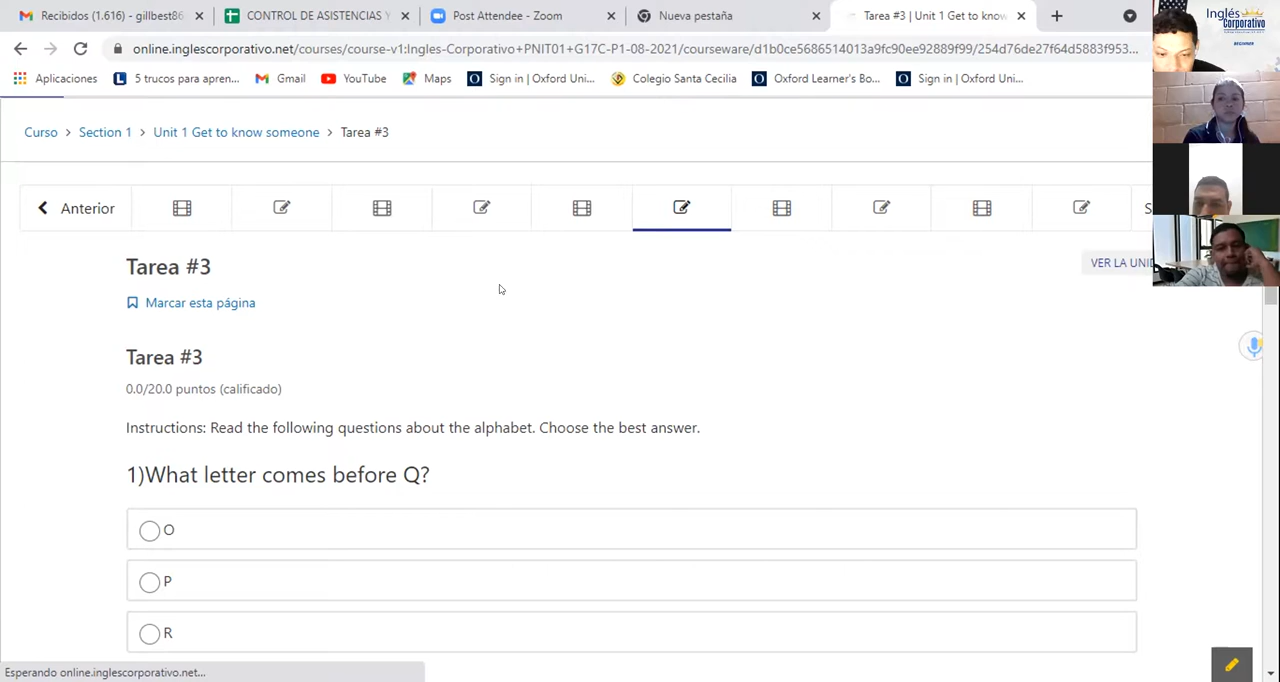 Recibidos (1.616) - gillbest86
CONTROL DE ASISTENCIAS Y
Post Attendee - Zoom
Nueva pestaña
Tarea #3 | Unit 1 Get to know
online.inglescorporativo.net/courses/course-v1:Ingles-Corporativo+PNIT01+G17C-P1-08-2021/courseware/d1b0ce5686514013a9fc90ee92889f99/254d76de27f64d5883f953...
Aplicaciones
5 trucos para apren...
Gmail
YouTube
Maps
Sign in | Oxford Uni...
Colegio Santa Cecilia
Oxford Learner's Bo...
Sign in | Oxford Uni...
Inglés
Corporativo
BEGINNER
Curso > Section 1 > Unit 1 Get to know someone > Tarea #3
Anterior
S
Tarea #3
VER LA UNI
Marcar esta página
Tarea #3
0.0/20.0 puntos (calificado)
Instructions: Read the following questions about the alphabet. Choose the best answer.
1)What letter comes before Q?
O
P
R
Esperando online.inglescorporativo.net...